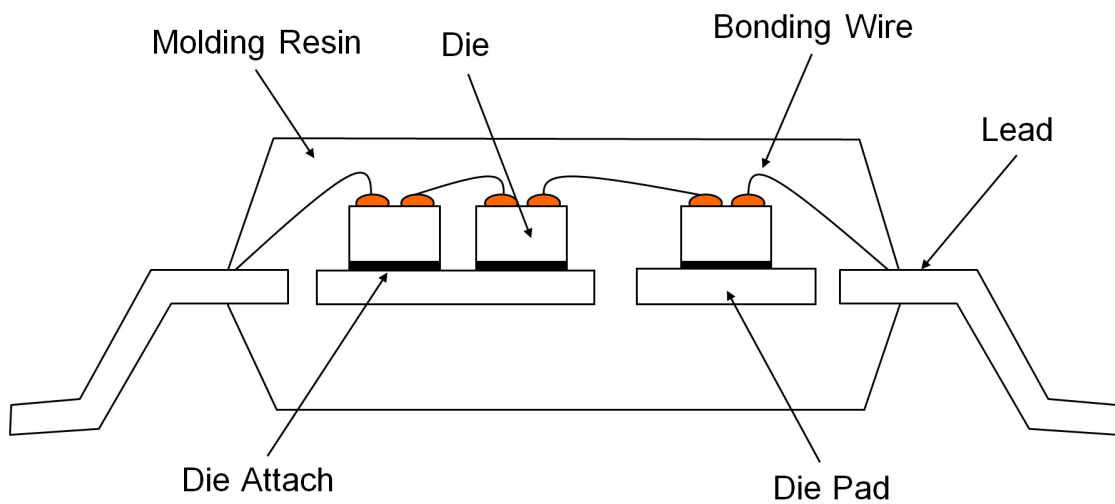 Molding Resin
Die
Bonding Wire
Lead
Die Attach
Die Pad